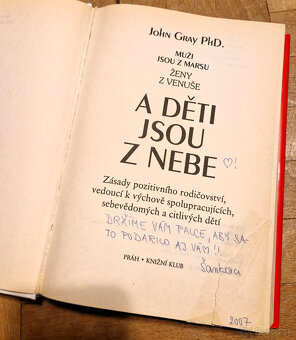 JOHN GRAY PHD.
MUŽI
JSOU Z MARSU
ŽENY
Z VENUŠE
A DĚTI
JSOU
Z NEBE ♡!
Zásady pozitivního rodičovství,
vedoucí k výchově spolupracujících,
sebevědomých a citlivých dětí
DRŽÍME VÁM PALCE, ABY SA-
TO PODARILO AJ VÁM!!
PRÁH • KNIŽNÍ KLUB
2007